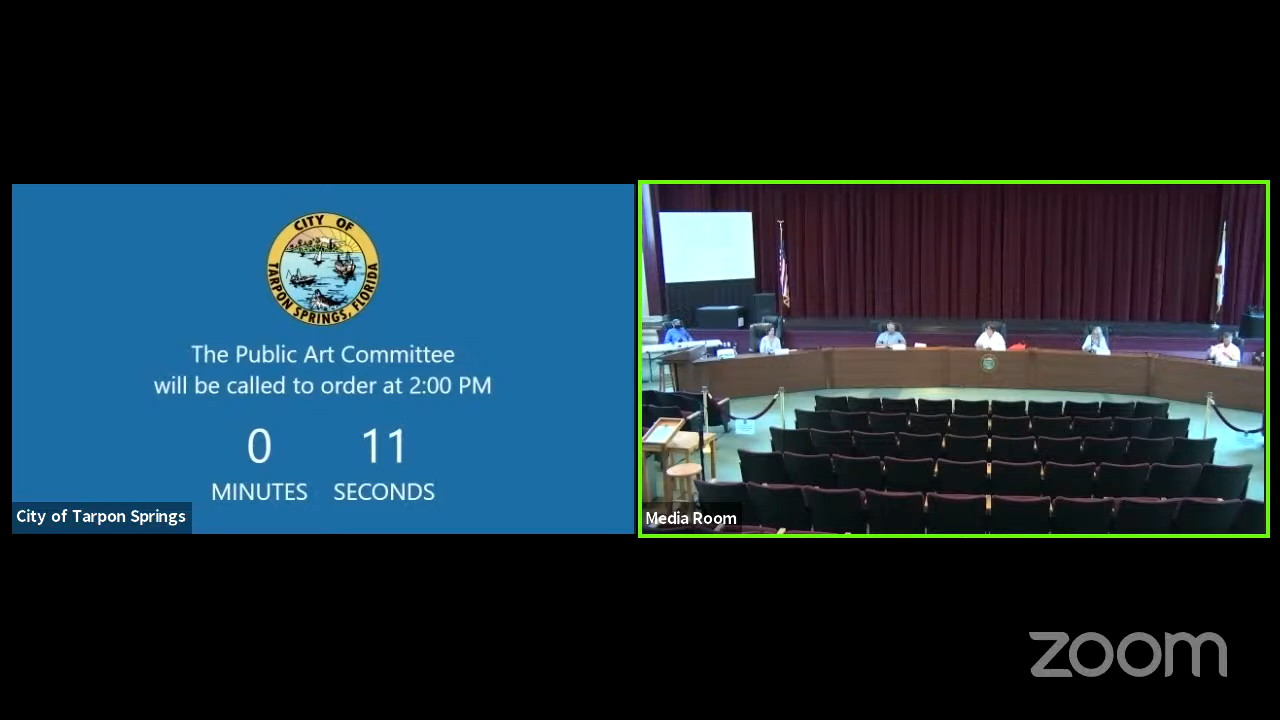 CITY OF
TARPON SPRINGS, FLORIDA
The Public Art Committee
will be called to order at 2:00 PM
0 11
MINUTES SECONDS
City of Tarpon Springs
Media Room
zoom